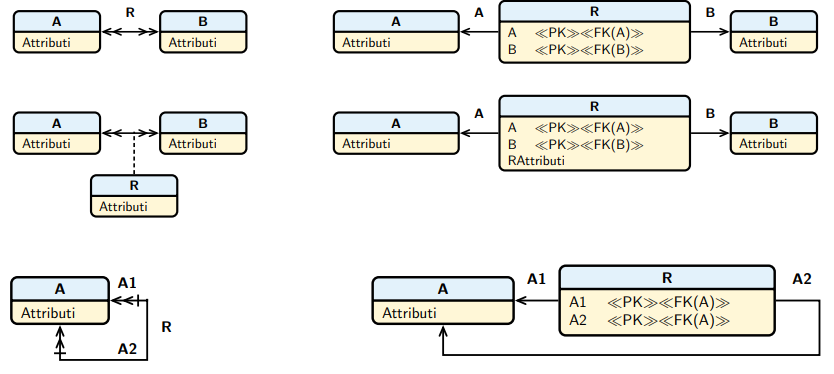 A R B
Attributi Attributi
A A R B B
Attributi A ≪PK≫≪FK(A)≫ Attributi
B ≪PK≫≪FK(B)≫
A B
Attributi Attributi
R
Attributi
A A R B B
Attributi A ≪PK≫≪FK(A)≫ Attributi
B ≪PK≫≪FK(B)≫
RAttributi
A A1
Attributi R
A2
A A1 R A2
Attributi A1 ≪PK≫≪FK(A)≫
A2 ≪PK≫≪FK(A)≫